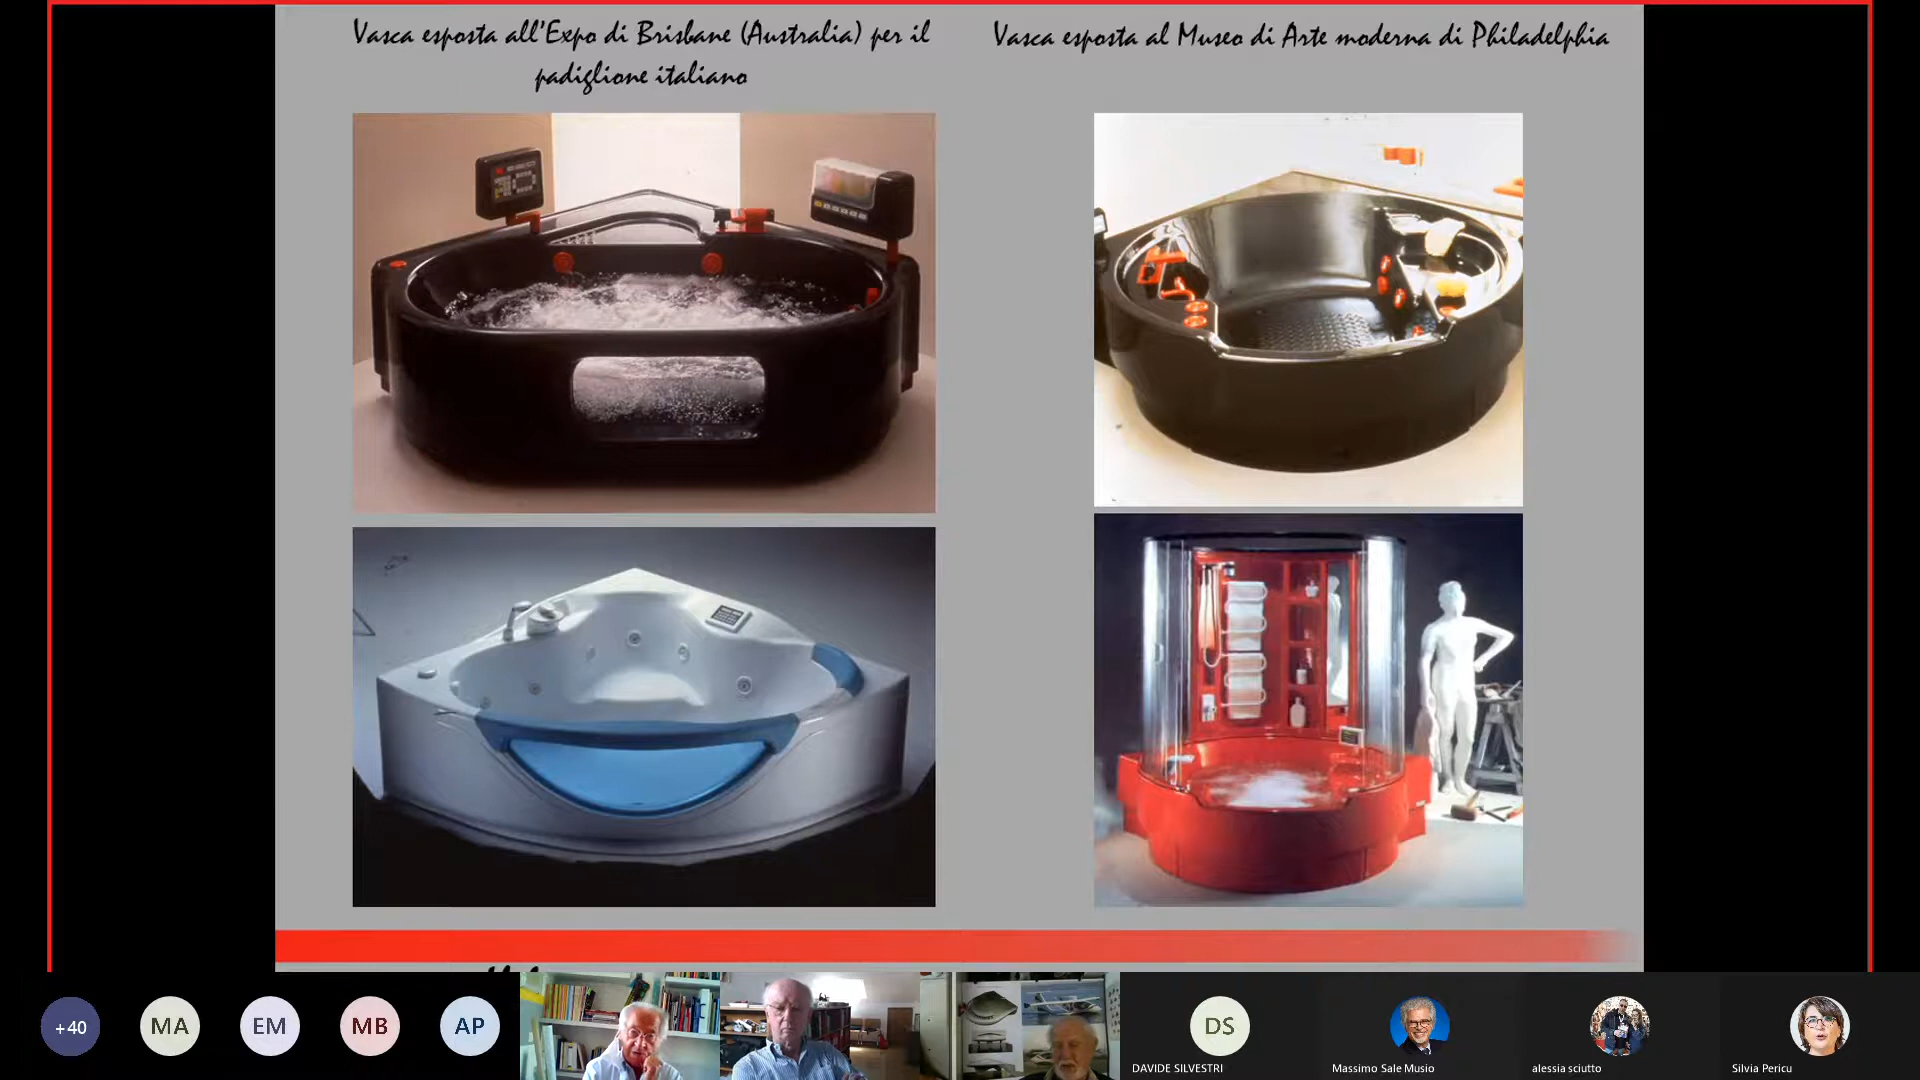 Vasca esposta all'Expo di Brisbane (Australia) per il
padiglione italiano
Vasca esposta al Museo di Arte moderna di Philadelphia
+40
MA
EM
MB
AP
DS
DAVIDE SILVESTRI
Massimo Sale Musio
alessia sciutto
Silvia Pericu